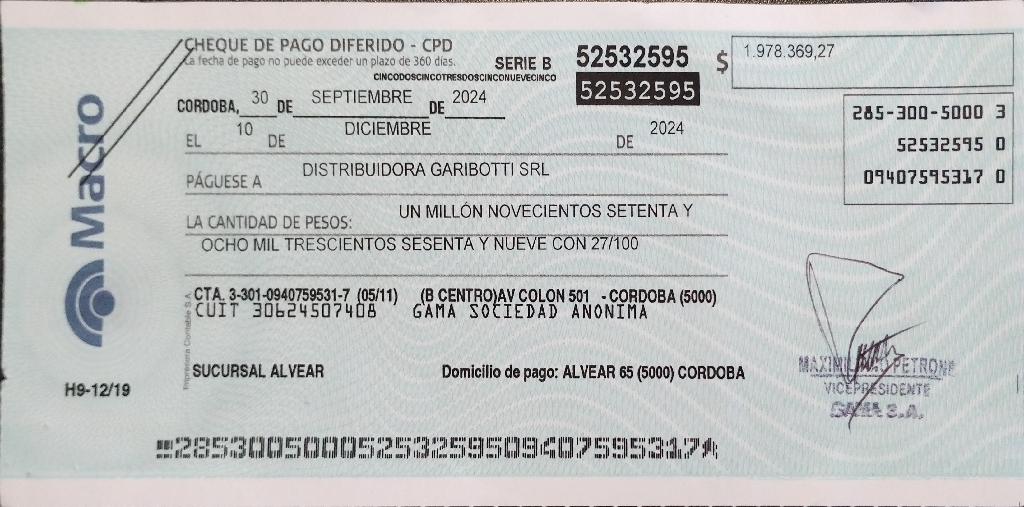 CHEQUE DE PAGO DIFERIDO - CPD
La fecha de pago no puede exceder un plazo de 360 días.
SERIE B 52532595
$ 1.978.369,27
CINCODOSCINCOTRESDOSCINCONUEVECINCO
52532595
CORDOBA, 30 DE SEPTIEMBRE DE 2024
285-300-5000 3
52532595 0
09407595317 0
EL 10 DE DICIEMBRE DE 2024
PÁGUESE A DISTRIBUIDORA GARIBOTTI SRL
LA CANTIDAD DE PESOS: UN MILLÓN NOVECIENTOS SETENTA Y
OCHO MIL TRESCIENTOS SESENTA Y NUEVE CON 27/100
Macro
CTA. 3-301-0940759531-7 (05/11) (B CENTRO)AV COLON 501 - CORDOBA (5000)
CUIT 30624507408 GAMA SOCIEDAD ANONIMA
Impresora Contable S.A.
SUCURSAL ALVEAR
Domicilio de pago: ALVEAR 65 (5000) CORDOBA
H9-12/19
PETRONE
VICEPRESIDENTE
GAMA S.A.
285300500052532595094075953174